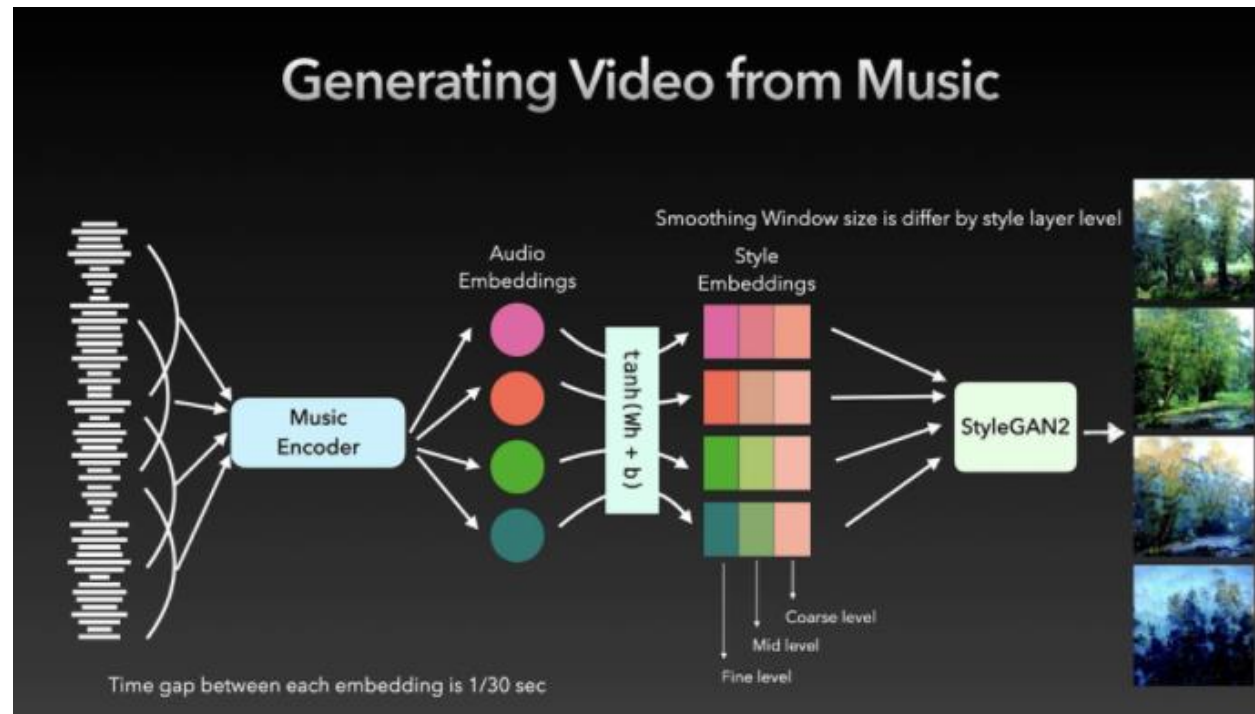 Generating Video from Music
Smoothing Window size is differ by style layer level
Audio
Embeddings
Style
Embeddings
Music
Encoder
tanh(Wh + b)
StyleGAN2
Coarse level
Mid level
Fine level
Time gap between each embedding is 1/30 sec